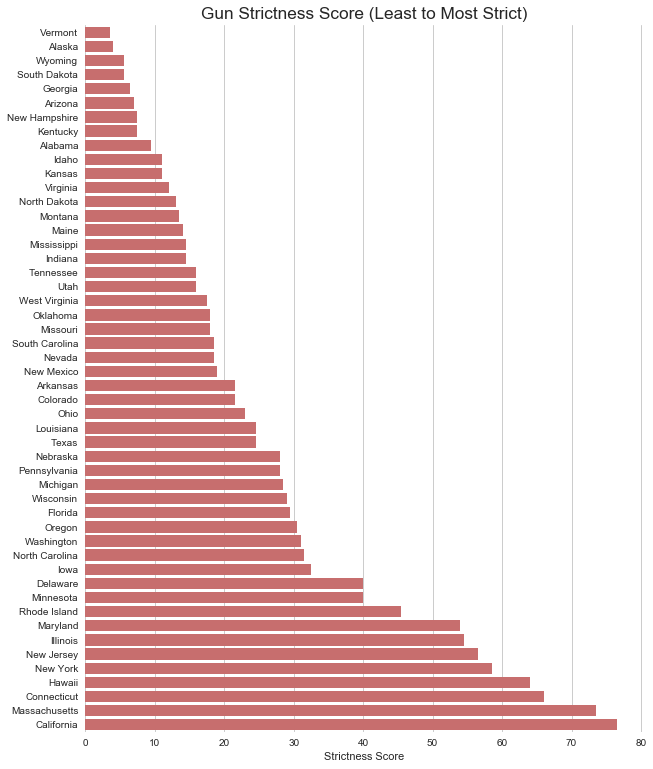 Gun Strictness Score (Least to Most Strict)
Vermont
Alaska
Wyoming
South Dakota
Georgia
Arizona
New Hampshire
Kentucky
Alabama
Idaho
Kansas
Virginia
North Dakota
Montana
Maine
Mississippi
Indiana
Tennessee
Utah
West Virginia
Oklahoma
Missouri
South Carolina
Nevada
New Mexico
Arkansas
Colorado
Ohio
Louisiana
Texas
Nebraska
Pennsylvania
Michigan
Wisconsin
Florida
Oregon
Washington
North Carolina
Iowa
Delaware
Minnesota
Rhode Island
Maryland
Illinois
New Jersey
New York
Hawaii
Connecticut
Massachusetts
California
0 10 20 30 40 50 60 70 80
Strictness Score